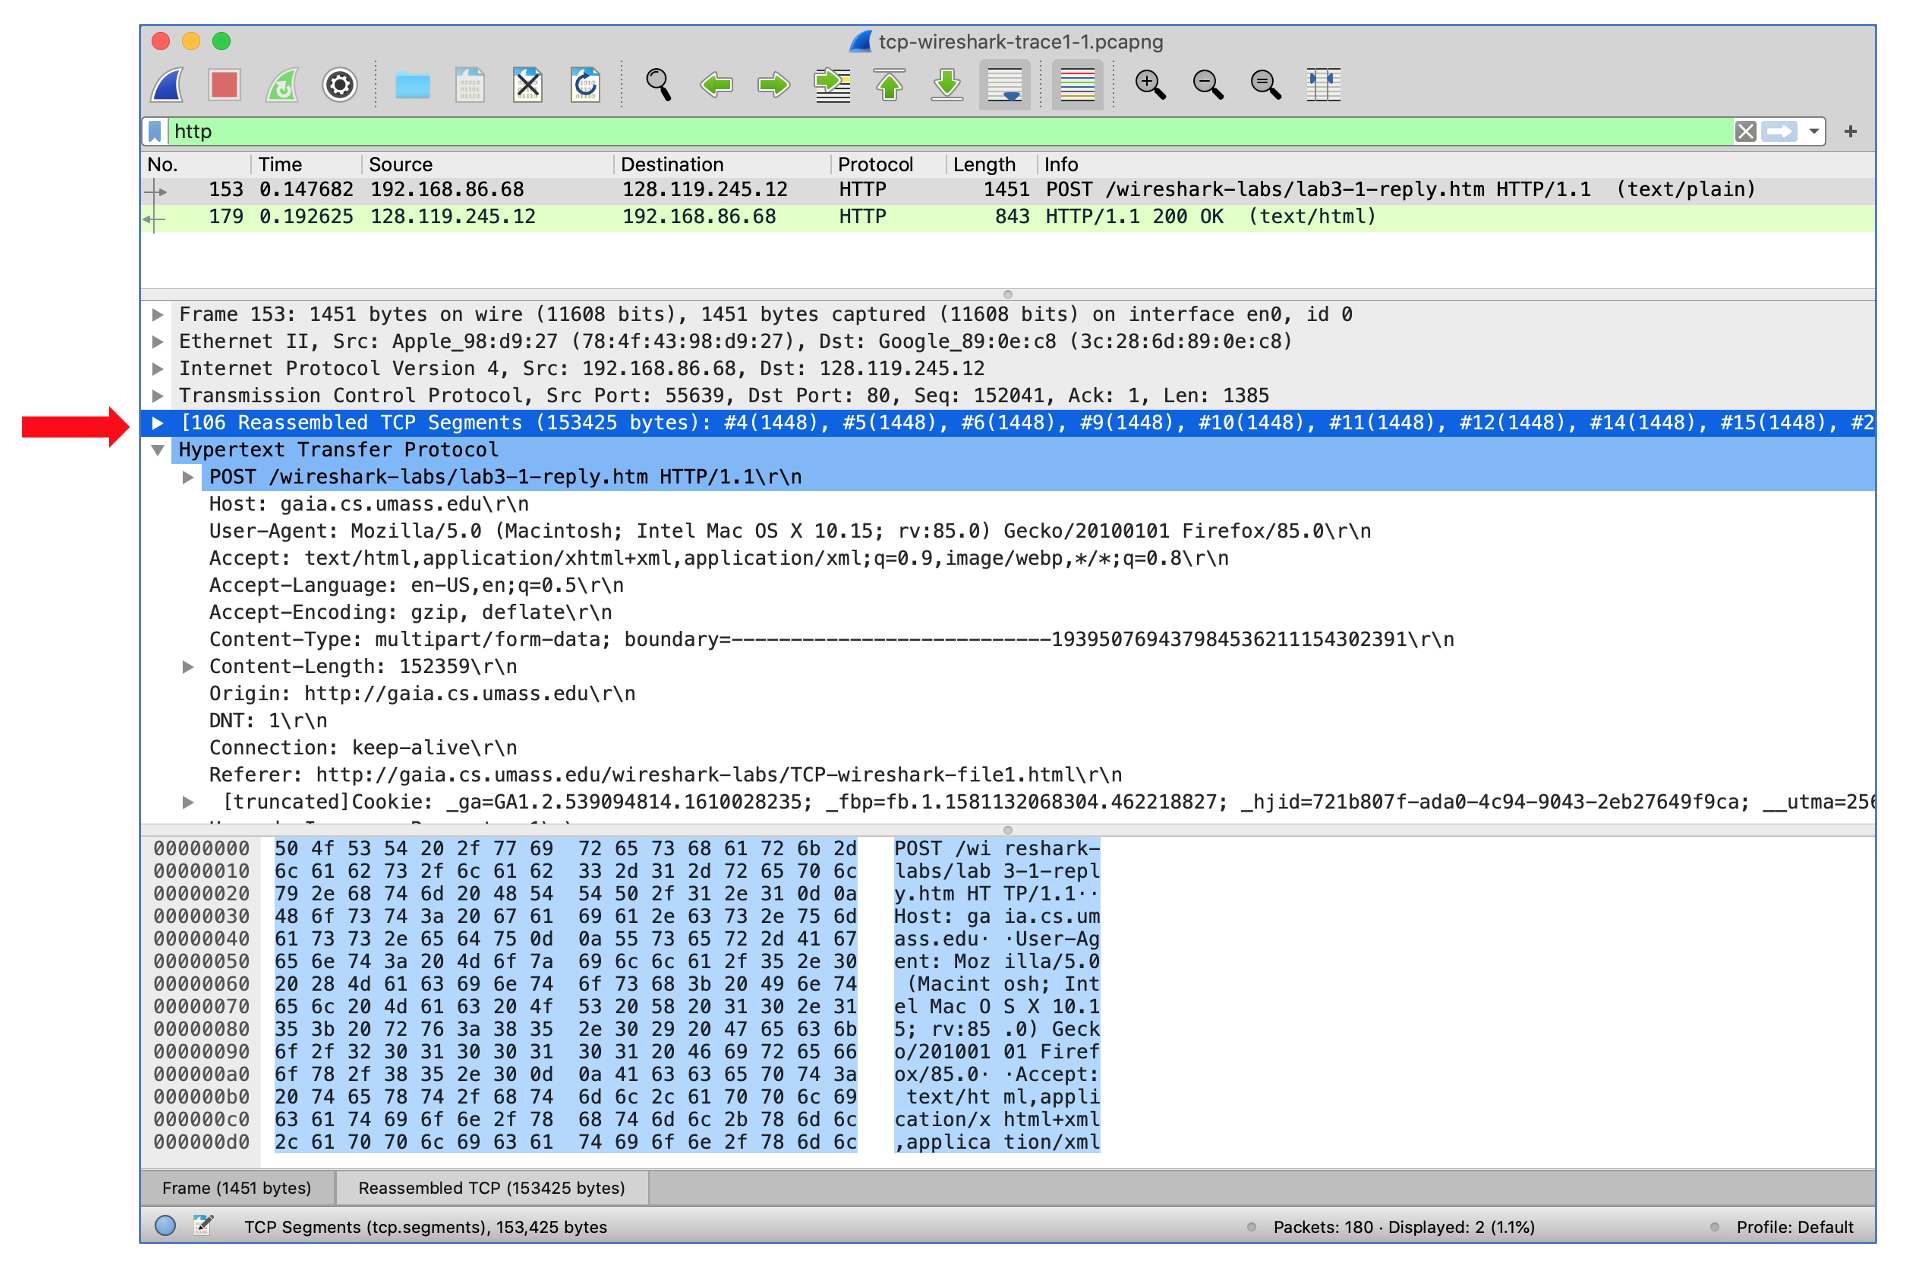 tcp-wireshark-trace1-1.pcapng
http
No. Time Source Destination Protocol Length Info
153 0.147682 192.168.86.68 128.119.245.12 HTTP 1451 POST /wireshark-labs/lab3-1-reply.htm HTTP/1.1 (text/plain)
179 0.192625 128.119.245.12 192.168.86.68 HTTP 843 HTTP/1.1 200 OK (text/html)
Frame 153: 1451 bytes on wire (11608 bits), 1451 bytes captured (11608 bits) on interface en0, id 0
Ethernet II, Src: Apple_98:d9:27 (78:4f:43:98:d9:27), Dst: Google_89:0e:c8 (3c:28:6d:89:0e:c8)
Internet Protocol Version 4, Src: 192.168.86.68, Dst: 128.119.245.12
Transmission Control Protocol, Src Port: 55639, Dst Port: 80, Seq: 152041, Ack: 1, Len: 1385
[106 Reassembled TCP Segments (153425 bytes): #4(1448), #5(1448), #6(1448), #9(1448), #10(1448), #11(1448), #12(1448), #14(1448), #15(1448), #2
Hypertext Transfer Protocol
POST /wireshark-labs/lab3-1-reply.htm HTTP/1.1\r\n
Host: gaia.cs.umass.edu\r\n
User-Agent: Mozilla/5.0 (Macintosh; Intel Mac OS X 10.15; rv:85.0) Gecko/20100101 Firefox/85.0\r\n
Accept: text/html,application/xhtml+xml,application/xml;q=0.9,image/webp,*/*;q=0.8\r\n
Accept-Language: en-US,en;q=0.5\r\n
Accept-Encoding: gzip, deflate\r\n
Content-Type: multipart/form-data; boundary=---------------------------193950769437984536211154302391\r\n
Content-Length: 152359\r\n
Origin: http://gaia.cs.umass.edu\r\n
DNT: 1\r\n
Connection: keep-alive\r\n
Referer: http://gaia.cs.umass.edu/wireshark-labs/TCP-wireshark-file1.html\r\n
[truncated]Cookie: _ga=GA1.2.539094814.1610028235; _fbp=fb.1.1581132068304.462218827; _hjid=721b807f-ada0-4c94-9043-2eb27649f9ca; __utma=256
00000000 50 4f 53 54 20 2f 77 69 72 65 73 68 61 72 6b 2d POST /wi reshark-
00000010 6c 61 62 73 2f 6c 61 62 33 2d 31 2d 72 65 70 6c labs/lab 3-1-repl
00000020 79 2e 68 74 6d 20 48 54 54 50 2f 31 2e 31 0d 0a y.htm HT TP/1.1··
00000030 48 6f 73 74 3a 20 67 61 69 61 2e 63 73 2e 75 6d Host: ga ia.cs.um
00000040 61 73 73 2e 65 64 75 0d 0a 55 73 65 72 2d 41 67 ass.edu· ·User-Ag
00000050 65 6e 74 3a 20 4d 6f 7a 69 6c 6c 61 2f 35 2e 30 ent: Moz illa/5.0
00000060 20 28 4d 61 63 69 6e 74 6f 73 68 3b 20 49 6e 74 (Macint osh; Int
00000070 65 6c 20 4d 61 63 20 4f 53 20 58 20 31 30 2e 31 el Mac O S X 10.1
00000080 35 3b 20 72 76 3a 38 35 2e 30 29 20 47 65 63 6b 5; rv:85 .0) Geck
00000090 6f 2f 32 30 31 30 30 31 30 31 20 46 69 72 65 66 o/201001 01 Firef
000000a0 6f 78 2f 38 35 2e 30 0d 0a 41 63 63 65 70 74 3a ox/85.0· ·Accept:
000000b0 20 74 65 78 74 2f 68 74 6d 6c 2c 61 70 70 6c 69 text/ht ml,appli
000000c0 63 61 74 69 6f 6e 2f 78 68 74 6d 6c 2b 78 6d 6c cation/x html+xml
000000d0 2c 61 70 70 6c 69 63 61 74 69 6f 6e 2f 78 6d 6c ,applica tion/xml
Frame (1451 bytes) Reassembled TCP (153425 bytes)
TCP Segments (tcp.segments), 153,425 bytes Packets: 180 · Displayed: 2 (1.1%) Profile: Default